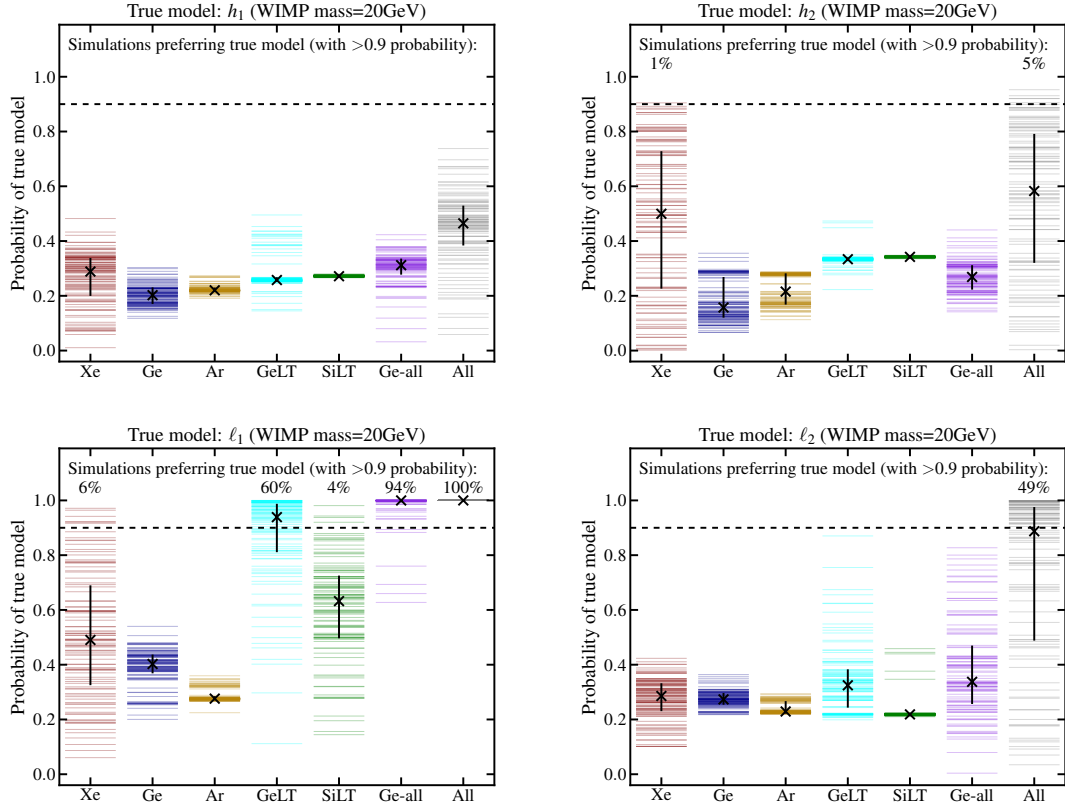 True model: h₁ (WIMP mass=20GeV)
Simulations preferring true model (with >0.9 probability):
Probability of true model
1.0
0.8
0.6
0.4
0.2
0.0
Xe Ge Ar GeLT SiLT Ge-all All
True model: h₂ (WIMP mass=20GeV)
Simulations preferring true model (with >0.9 probability):
1% 5%
Probability of true model
1.0
0.8
0.6
0.4
0.2
0.0
Xe Ge Ar GeLT SiLT Ge-all All
True model: ℓ₁ (WIMP mass=20GeV)
Simulations preferring true model (with >0.9 probability):
6% 60% 4% 94% 100%
Probability of true model
1.0
0.8
0.6
0.4
0.2
0.0
Xe Ge Ar GeLT SiLT Ge-all All
True model: ℓ₂ (WIMP mass=20GeV)
Simulations preferring true model (with >0.9 probability):
49%
Probability of true model
1.0
0.8
0.6
0.4
0.2
0.0
Xe Ge Ar GeLT SiLT Ge-all All